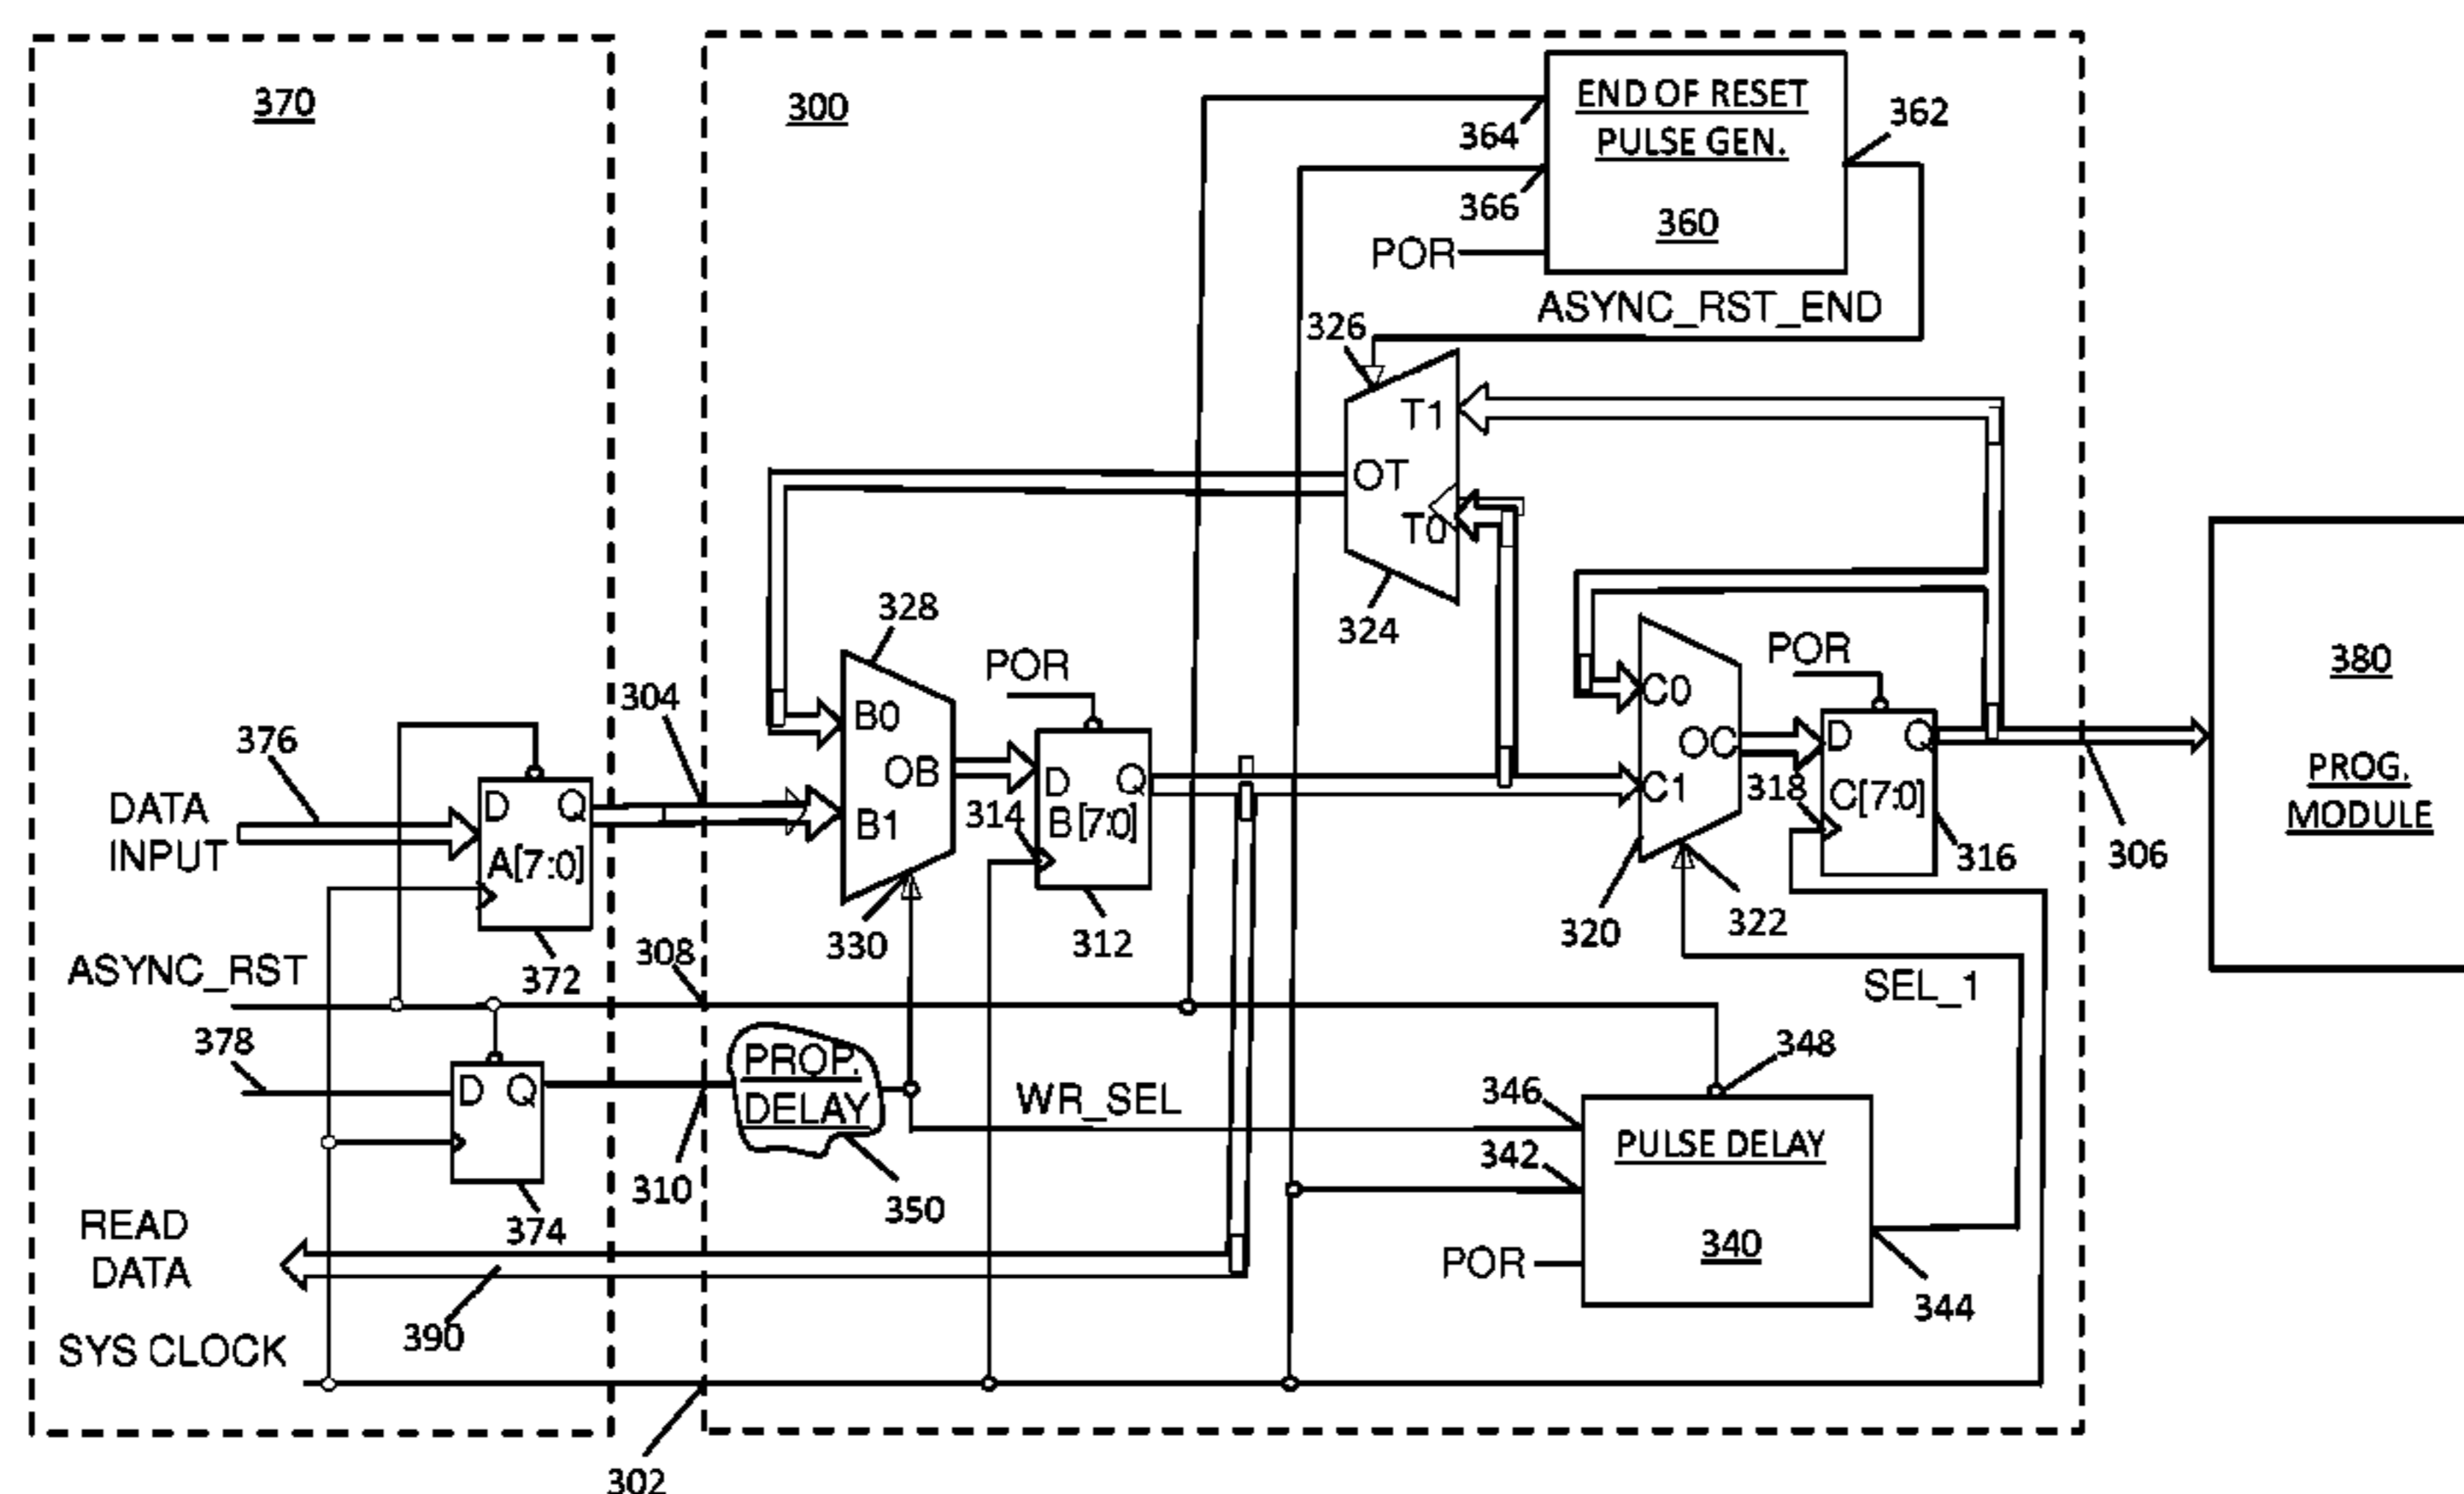 370
300
END OF RESET
PULSE GEN.
360
362
364
366
POR
ASYNC_RST_END
326
T1
OT
T0
324
328
POR
304
B0
OB
B1
330
D
Q
314
B[7:0]
312
POR
C0
OC
C1
D
Q
318
C[7:0]
316
320
322
306
380
PROG.
MODULE
376
DATA
INPUT
D
Q
A[7:0]
372
ASYNC_RST
308
378
D
Q
374
310
PROP.
DELAY
350
WR_SEL
SEL_1
348
346
342
PULSE DELAY
340
POR
344
READ
DATA
390
SYS CLOCK
302